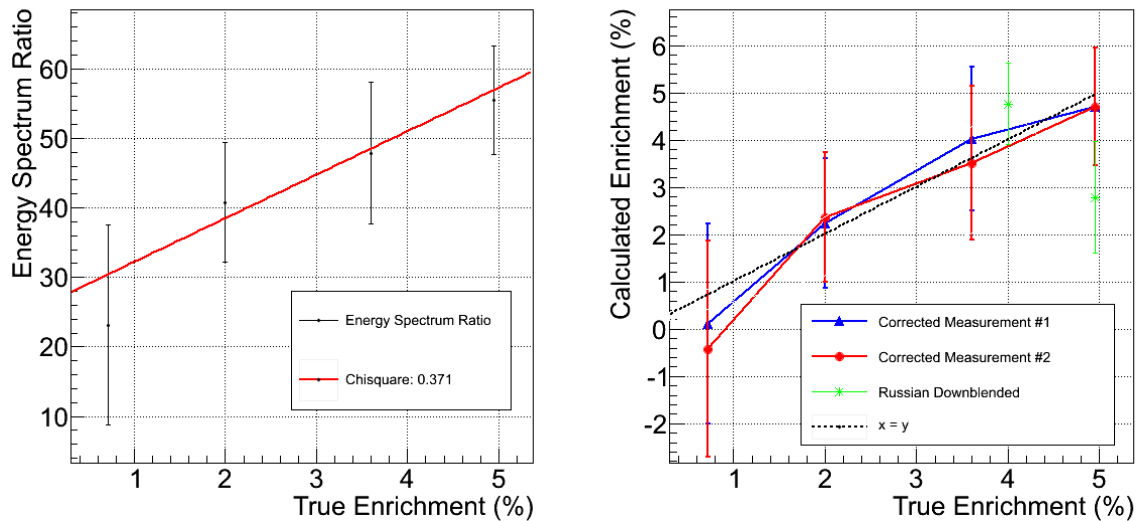 Energy Spectrum Ratio
60
50
40
30
20
10
Energy Spectrum Ratio
Chisquare: 0.371
1 2 3 4 5
True Enrichment (%)
Calculated Enrichment (%)
6
5
4
3
2
1
0
-1
-2
Corrected Measurement #1
Corrected Measurement #2
Russian Downblended
x = y
1 2 3 4 5
True Enrichment (%)